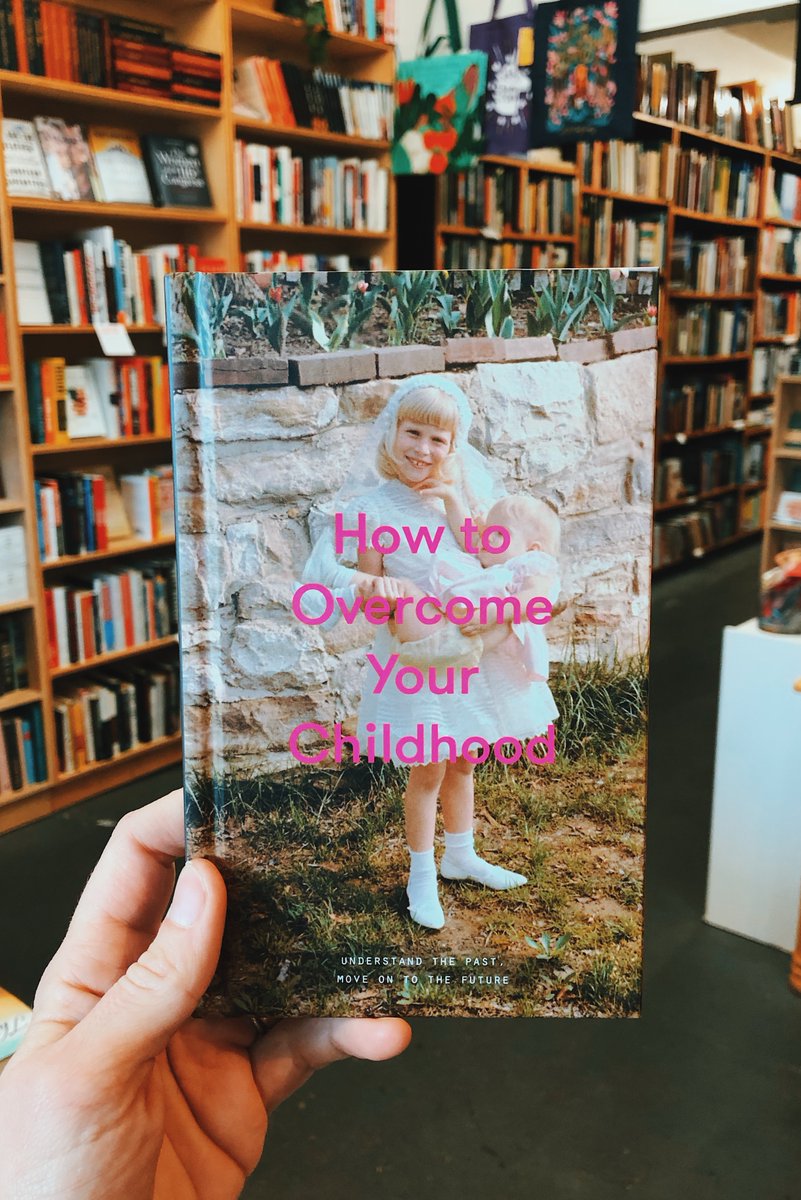 How to
Overcome
Your
Childhood
UNDERSTAND THE PAST,
MOVE ON TO THE FUTURE